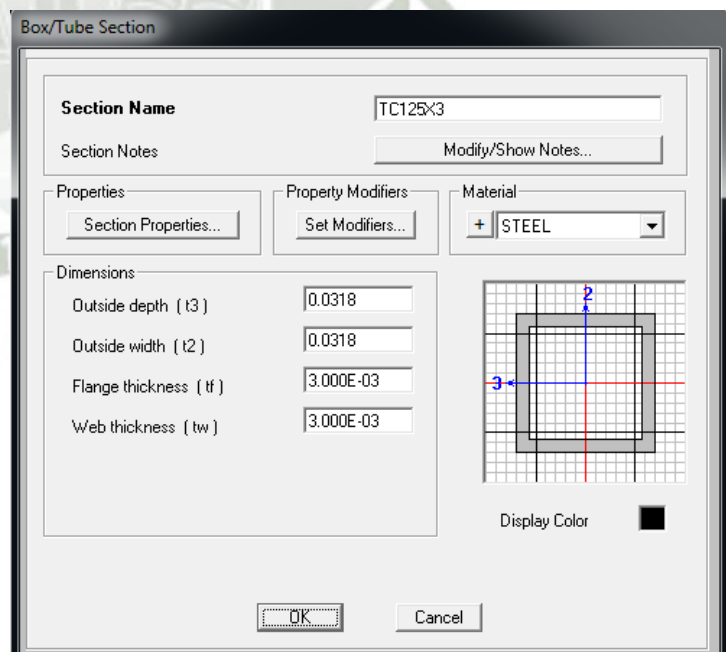 Box/Tube Section
Section Name TC125X3
Section Notes Modify/Show Notes...
Properties Property Modifiers Material
Section Properties... Set Modifiers... + STEEL
Dimensions
Outside depth ( t3 ) 0.0318
Outside width ( t2 ) 0.0318
Flange thickness ( tf ) 3.000E-03
Web thickness ( tw ) 3.000E-03
2
3
Display Color
OK Cancel